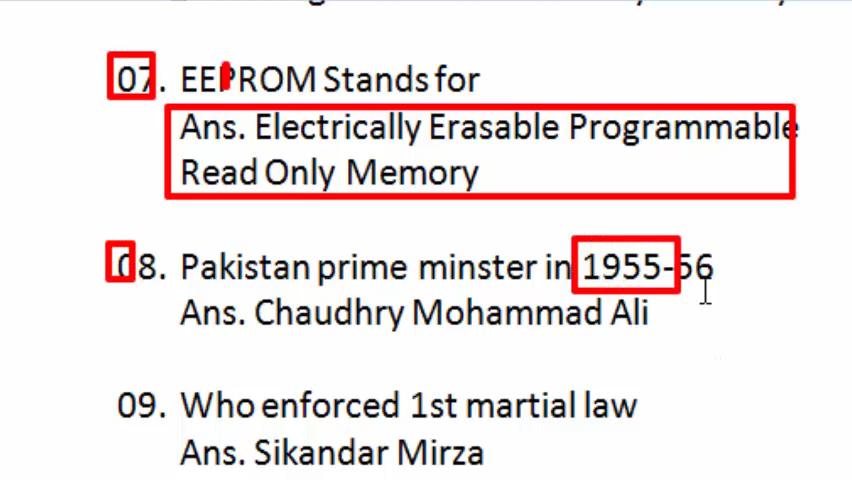 07. EEPROM Stands for
Ans. Electrically Erasable Programmable
Read Only Memory
08. Pakistan prime minster in 1955-56
Ans. Chaudhry Mohammad Ali
09. Who enforced 1st martial law
Ans. Sikandar Mirza